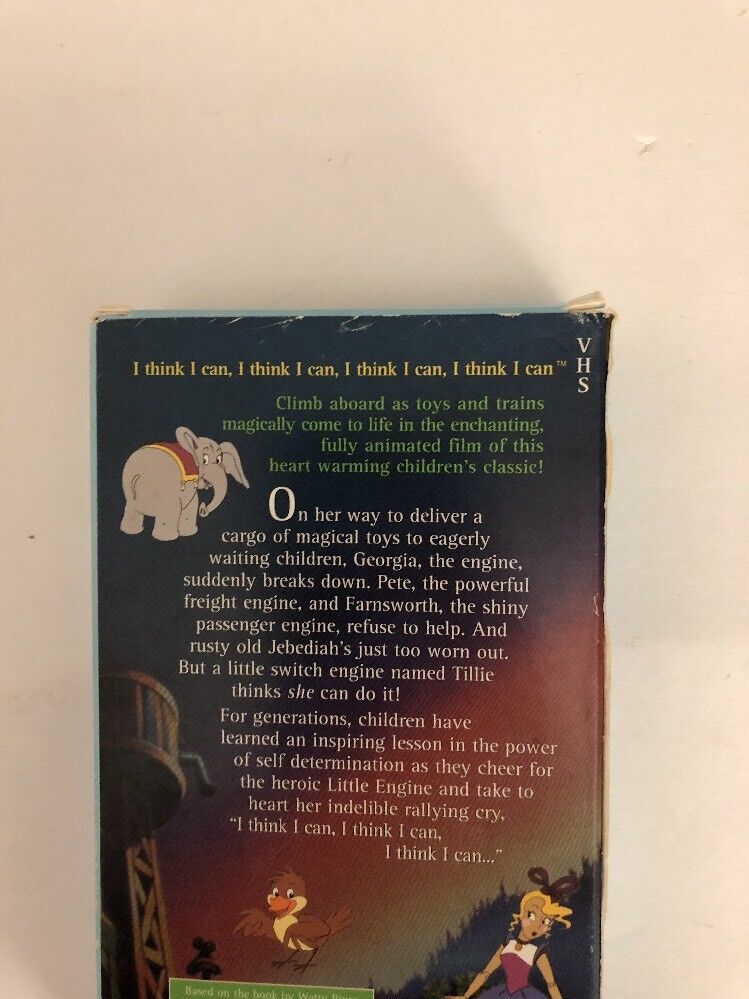 I think I can, I think I can, I think I can, I think I can™
VHS
Climb aboard as toys and trains
magically come to life in the enchanting,
fully animated film of this
heart warming children's classic!
On her way to deliver a
cargo of magical toys to eagerly
waiting children, Georgia, the engine,
suddenly breaks down. Pete, the powerful
freight engine, and Farnsworth, the shiny
passenger engine, refuse to help. And
rusty old Jebediah's just too worn out.
But a little switch engine named Tillie
thinks she can do it!
For generations, children have
learned an inspiring lesson in the power
of self determination as they cheer for
the heroic Little Engine and take to
heart her indelible rallying cry,
"I think I can, I think I can,
I think I can..."
Based on the book by Watty